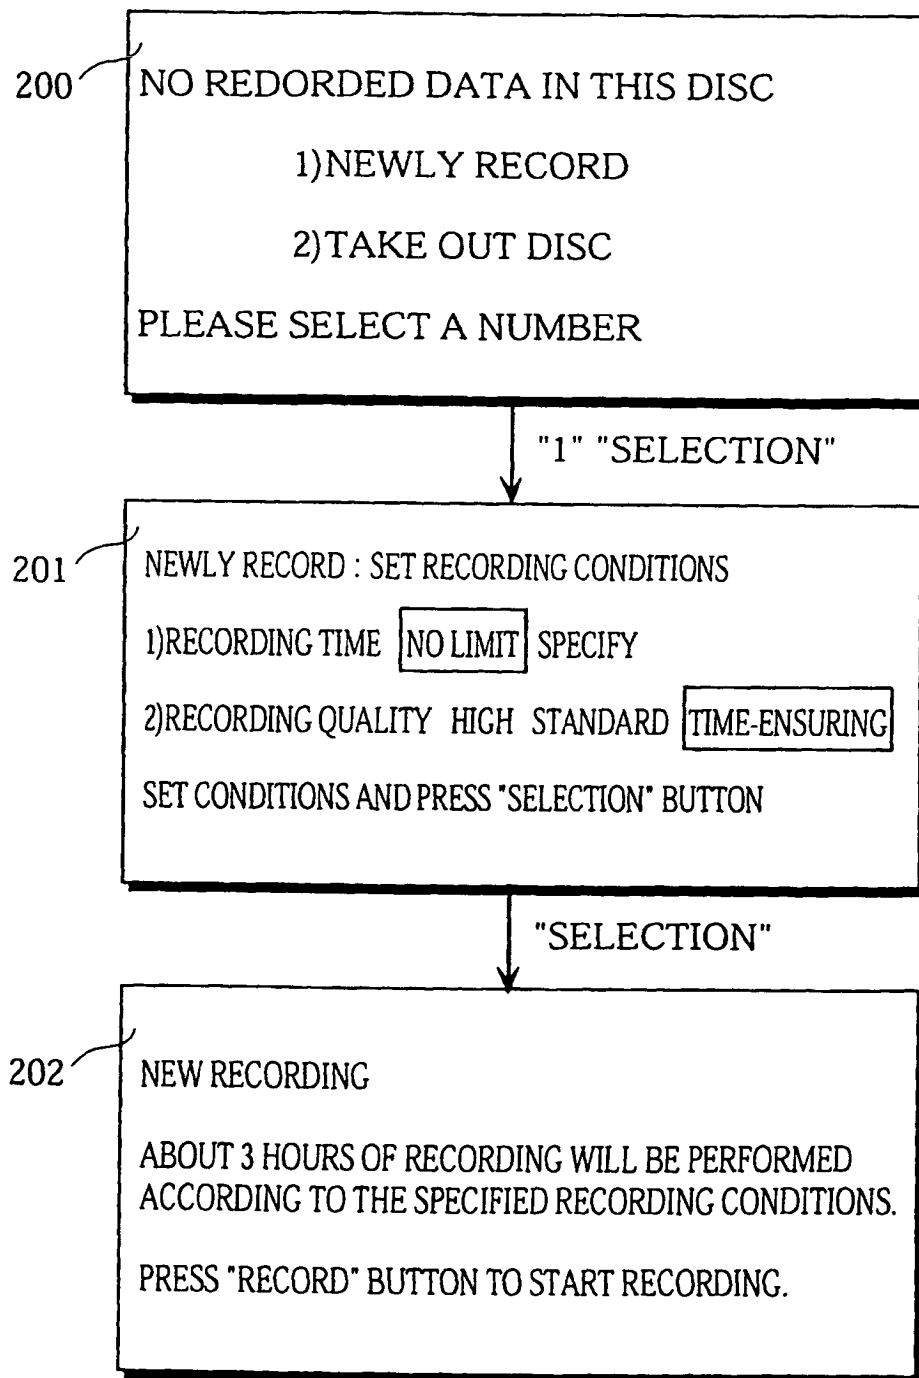 200
NO REDORDED DATA IN THIS DISC
1)NEWLY RECORD
2)TAKE OUT DISC
PLEASE SELECT A NUMBER
"1" "SELECTION"
201
NEWLY RECORD : SET RECORDING CONDITIONS
1)RECORDING TIME NO LIMIT SPECIFY
2)RECORDING QUALITY HIGH STANDARD TIME-ENSURING
SET CONDITIONS AND PRESS "SELECTION" BUTTON
"SELECTION"
202
NEW RECORDING
ABOUT 3 HOURS OF RECORDING WILL BE PERFORMED
ACCORDING TO THE SPECIFIED RECORDING CONDITIONS.
PRESS "RECORD" BUTTON TO START RECORDING.